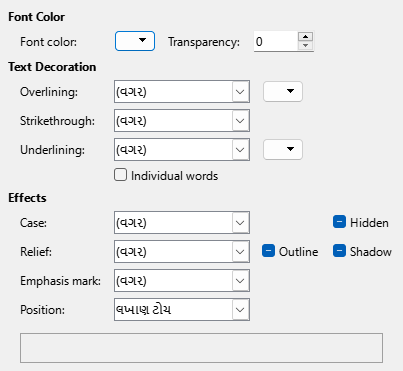 Font Color
Font color: Transparency: 0
Text Decoration
Overlining: (વગર)
Strikethrough: (વગર)
Underlining: (વગર)
Individual words
Effects
Case: (વગર) Hidden
Relief: (વગર) Outline Shadow
Emphasis mark: (વગર)
Position: લખાણ ટોચ